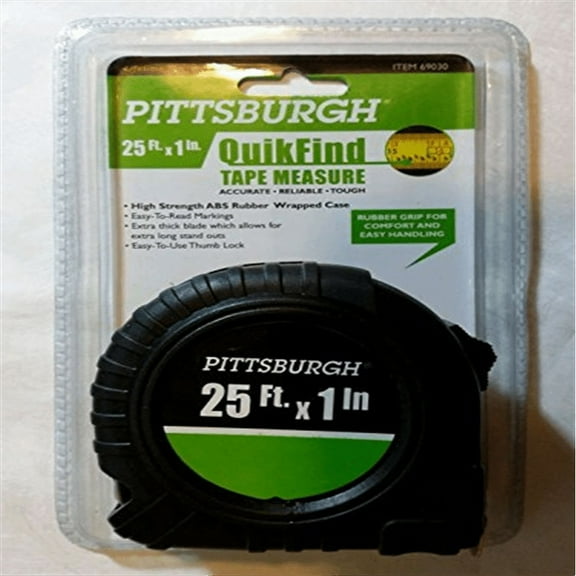 ITEM 69030
PITTSBURGH
25 Ft. x 1 In.
QuikFind
TAPE MEASURE
ACCURATE • RELIABLE • TOUGH
• High Strength ABS Rubber Wrapped Case
• Easy-To-Read Markings
• Extra thick blade which allows for
extra long stand outs
• Easy-To-Use Thumb Lock
RUBBER GRIP FOR
COMFORT AND
EASY HANDLING
PITTSBURGH
25 Ft. x 1 In